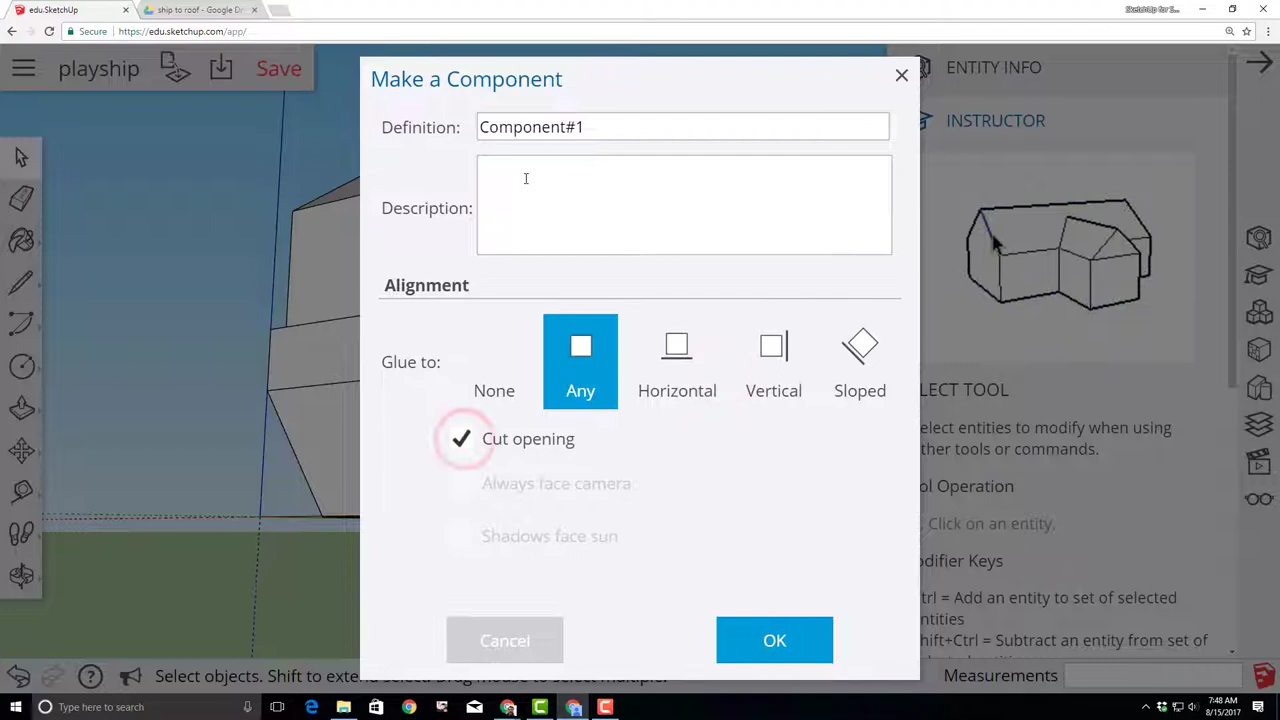 edu.SketchUp
ship to roof - Google Dr
SketchUp for S...
Secure
https://edu.sketchup.com/app/
playship
Save
Make a Component
ENTITY INFO
Definition:
Component#1
INSTRUCTOR
Description:
Alignment
Glue to:
None
Any
Horizontal
Vertical
Sloped
Cut opening
Always face camera
Shadows face sun
Cancel
OK
ELECT TOOL
elect entities to modify when using
ther tools or commands.
ol Operation
Click on an entity.
odifier Keys
trl = Add an entity to set of selected
ntities
hift+Ctrl = Subtract an entity from set of
Select objects. Shift to extend select. Drag mouse to select multiple.
Measurements
Type here to search
7:48 AM
8/15/2017